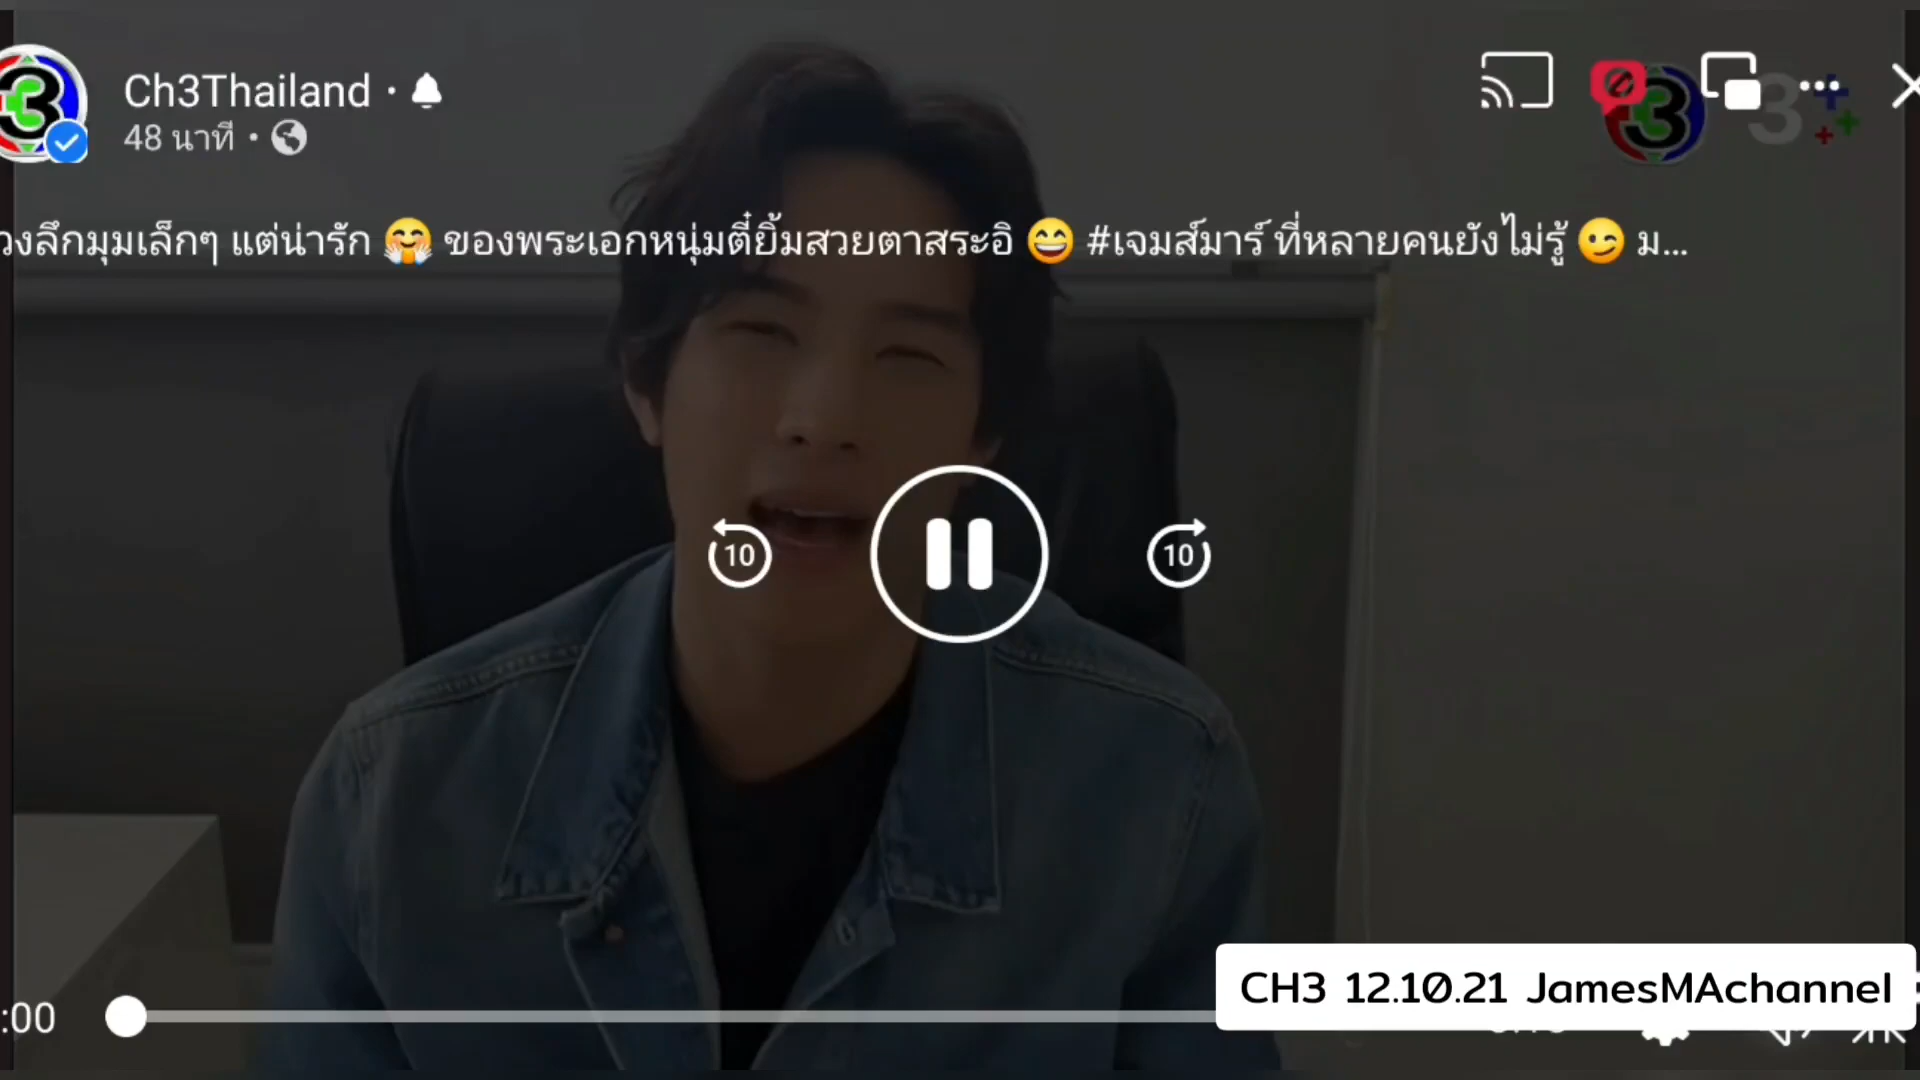 Ch3Thailand ·
48 นาที ·
3
วงลึกมุมเล็กๆ แต่น่ารัก 🤗 ของพระเอกหนุ่มตี๋ยิ้มสวยตาสระอิ 😄 #เจมส์มาร์ ที่หลายคนยังไม่รู้ 😉 ม...
10
10
:00
CH3 12.10.21 JamesMAchannel